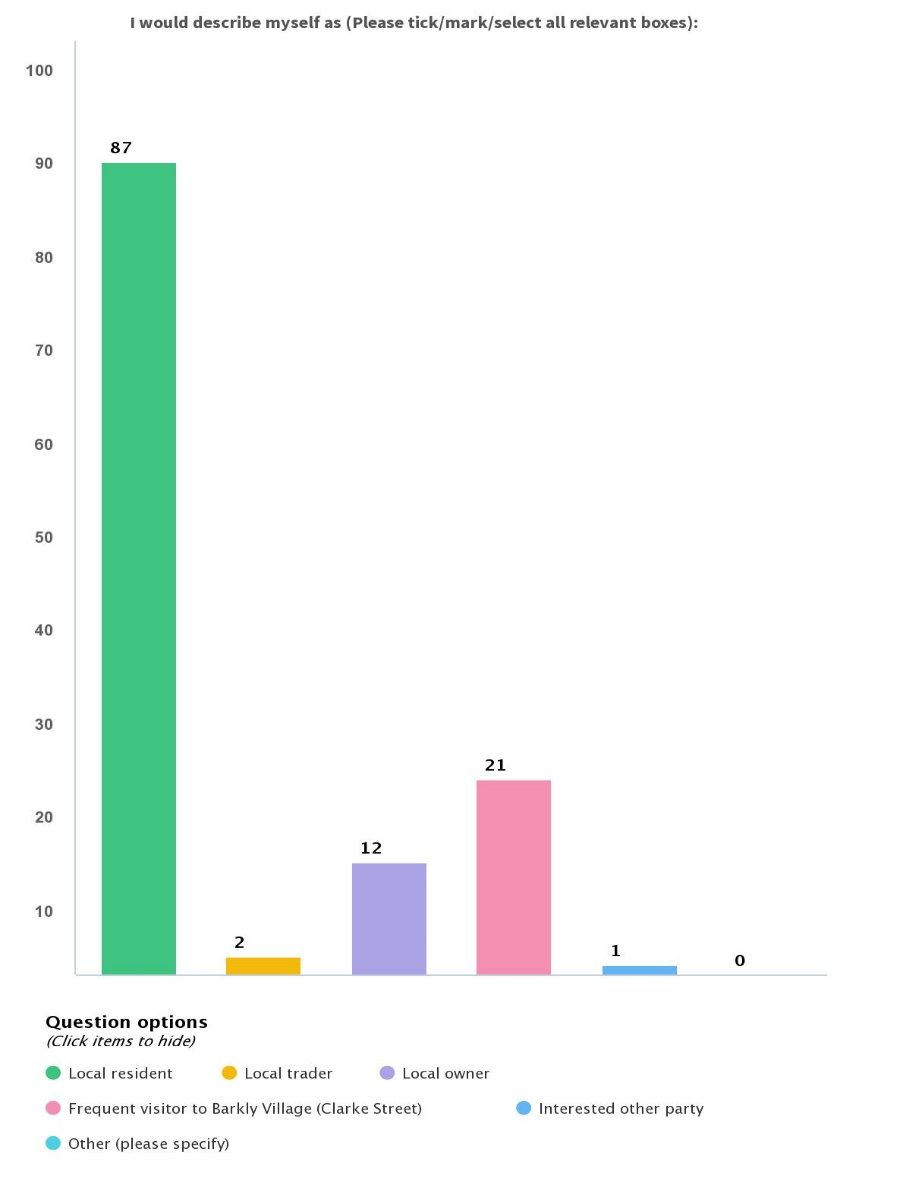 I would describe myself as (Please tick/mark/select all relevant boxes):
100
90
80
70
60
50
40
30
20
10
87
2
12
21
1
0
Question options
(Click items to hide)
Local resident Local trader Local owner
Frequent visitor to Barkly Village (Clarke Street) Interested other party
Other (please specify)